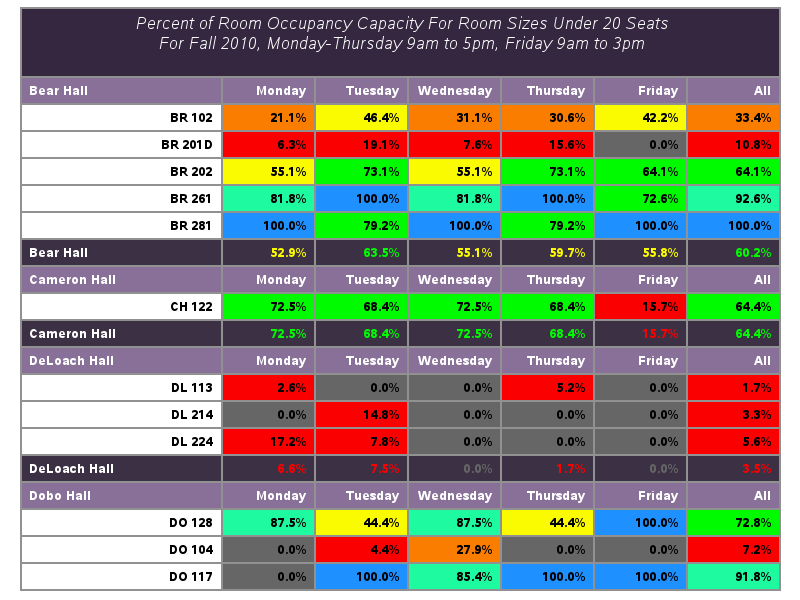 Percent of Room Occupancy Capacity For Room Sizes Under 20 Seats
For Fall 2010, Monday-Thursday 9am to 5pm, Friday 9am to 3pm
Bear Hall Monday Tuesday Wednesday Thursday Friday All
BR 102 21.1% 46.4% 31.1% 30.6% 42.2% 33.4%
BR 201D 6.3% 19.1% 7.6% 15.6% 0.0% 10.8%
BR 202 55.1% 73.1% 55.1% 73.1% 64.1% 64.1%
BR 261 81.8% 100.0% 81.8% 100.0% 72.6% 92.6%
BR 281 100.0% 79.2% 100.0% 79.2% 100.0% 100.0%
Bear Hall 52.9% 63.5% 55.1% 59.7% 55.8% 60.2%
Cameron Hall Monday Tuesday Wednesday Thursday Friday All
CH 122 72.5% 68.4% 72.5% 68.4% 15.7% 64.4%
Cameron Hall 72.5% 68.4% 72.5% 68.4% 15.7% 64.4%
DeLoach Hall Monday Tuesday Wednesday Thursday Friday All
DL 113 2.6% 0.0% 0.0% 5.2% 0.0% 1.7%
DL 214 0.0% 14.8% 0.0% 0.0% 0.0% 3.3%
DL 224 17.2% 7.8% 0.0% 0.0% 0.0% 5.6%
DeLoach Hall 6.6% 7.5% 0.0% 1.7% 0.0% 3.5%
Dobo Hall Monday Tuesday Wednesday Thursday Friday All
DO 128 87.5% 44.4% 87.5% 44.4% 100.0% 72.8%
DO 104 0.0% 4.4% 27.9% 0.0% 0.0% 7.2%
DO 117 0.0% 100.0% 85.4% 100.0% 100.0% 91.8%